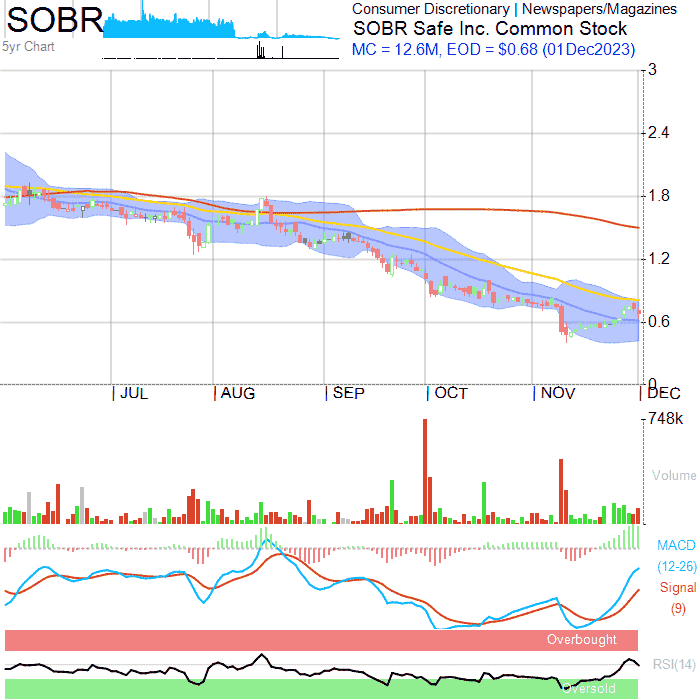 SOBR
5yr Chart
Consumer Discretionary | Newspapers/Magazines
SOBR Safe Inc. Common Stock
MC = 12.6M, EOD = $0.68 (01Dec2023)
3
2.4
1.8
1.2
0.6
0
JUL
AUG
SEP
OCT
NOV
DEC
748k
Volume
MACD
(12-26)
Signal
(9)
Overbought
RSI(14)
Oversold